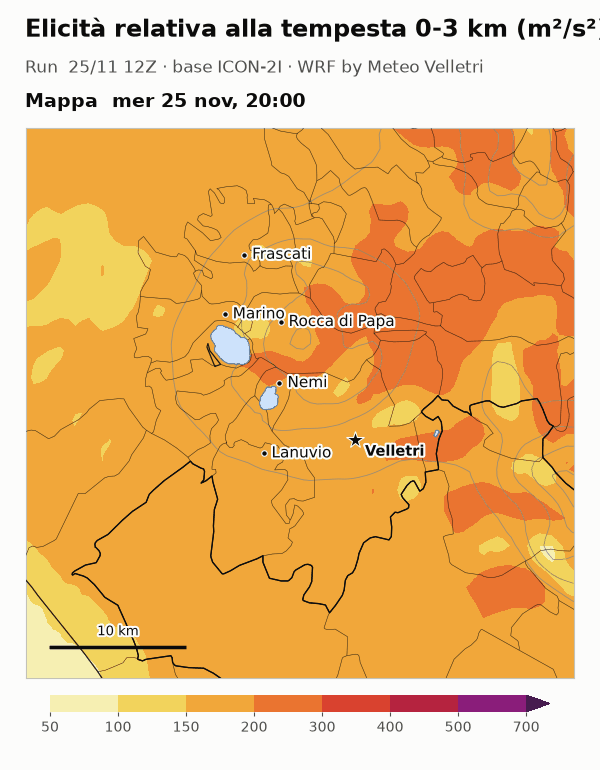 Elicità relativa alla tempesta 0-3 km (m²/s²)
Run 25/11 12Z · base ICON-2I · WRF by Meteo Velletri
Mappa mer 25 nov, 20:00
Frascati
Marino
Rocca di Papa
Nemi
Velletri
Lanuvio
10 km
50 100 150 200 300 400 500 700